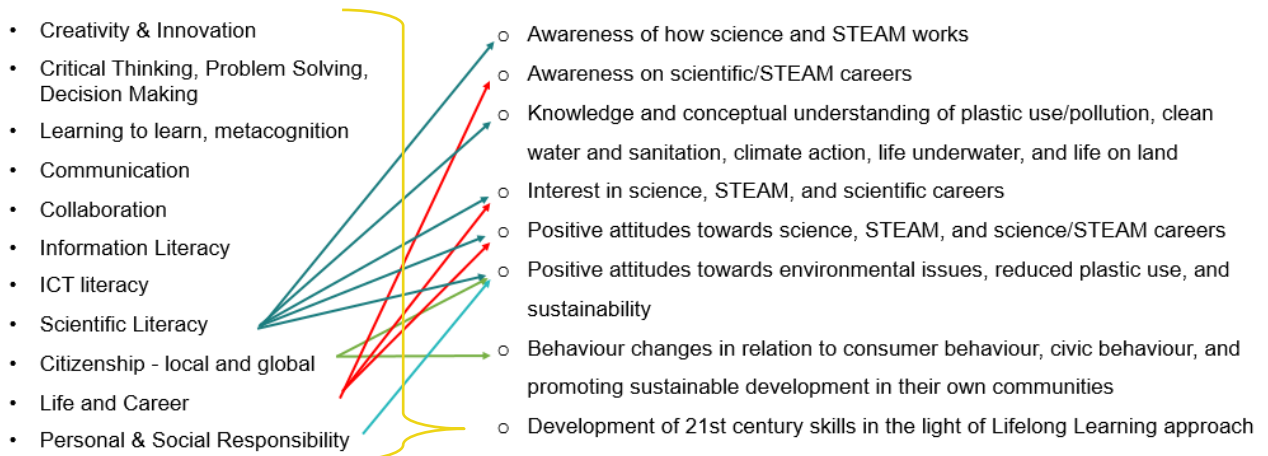 • Creativity & Innovation
• Critical Thinking, Problem Solving,
Decision Making
• Learning to learn, metacognition
• Communication
• Collaboration
• Information Literacy
• ICT literacy
• Scientific Literacy
• Citizenship - local and global
• Life and Career
• Personal & Social Responsibility
o Awareness of how science and STEAM works
o Awareness on scientific/STEAM careers
o Knowledge and conceptual understanding of plastic use/pollution, clean
water and sanitation, climate action, life underwater, and life on land
o Interest in science, STEAM, and scientific careers
o Positive attitudes towards science, STEAM, and science/STEAM careers
o Positive attitudes towards environmental issues, reduced plastic use, and
sustainability
o Behaviour changes in relation to consumer behaviour, civic behaviour, and
promoting sustainable development in their own communities
o Development of 21st century skills in the light of Lifelong Learning approach